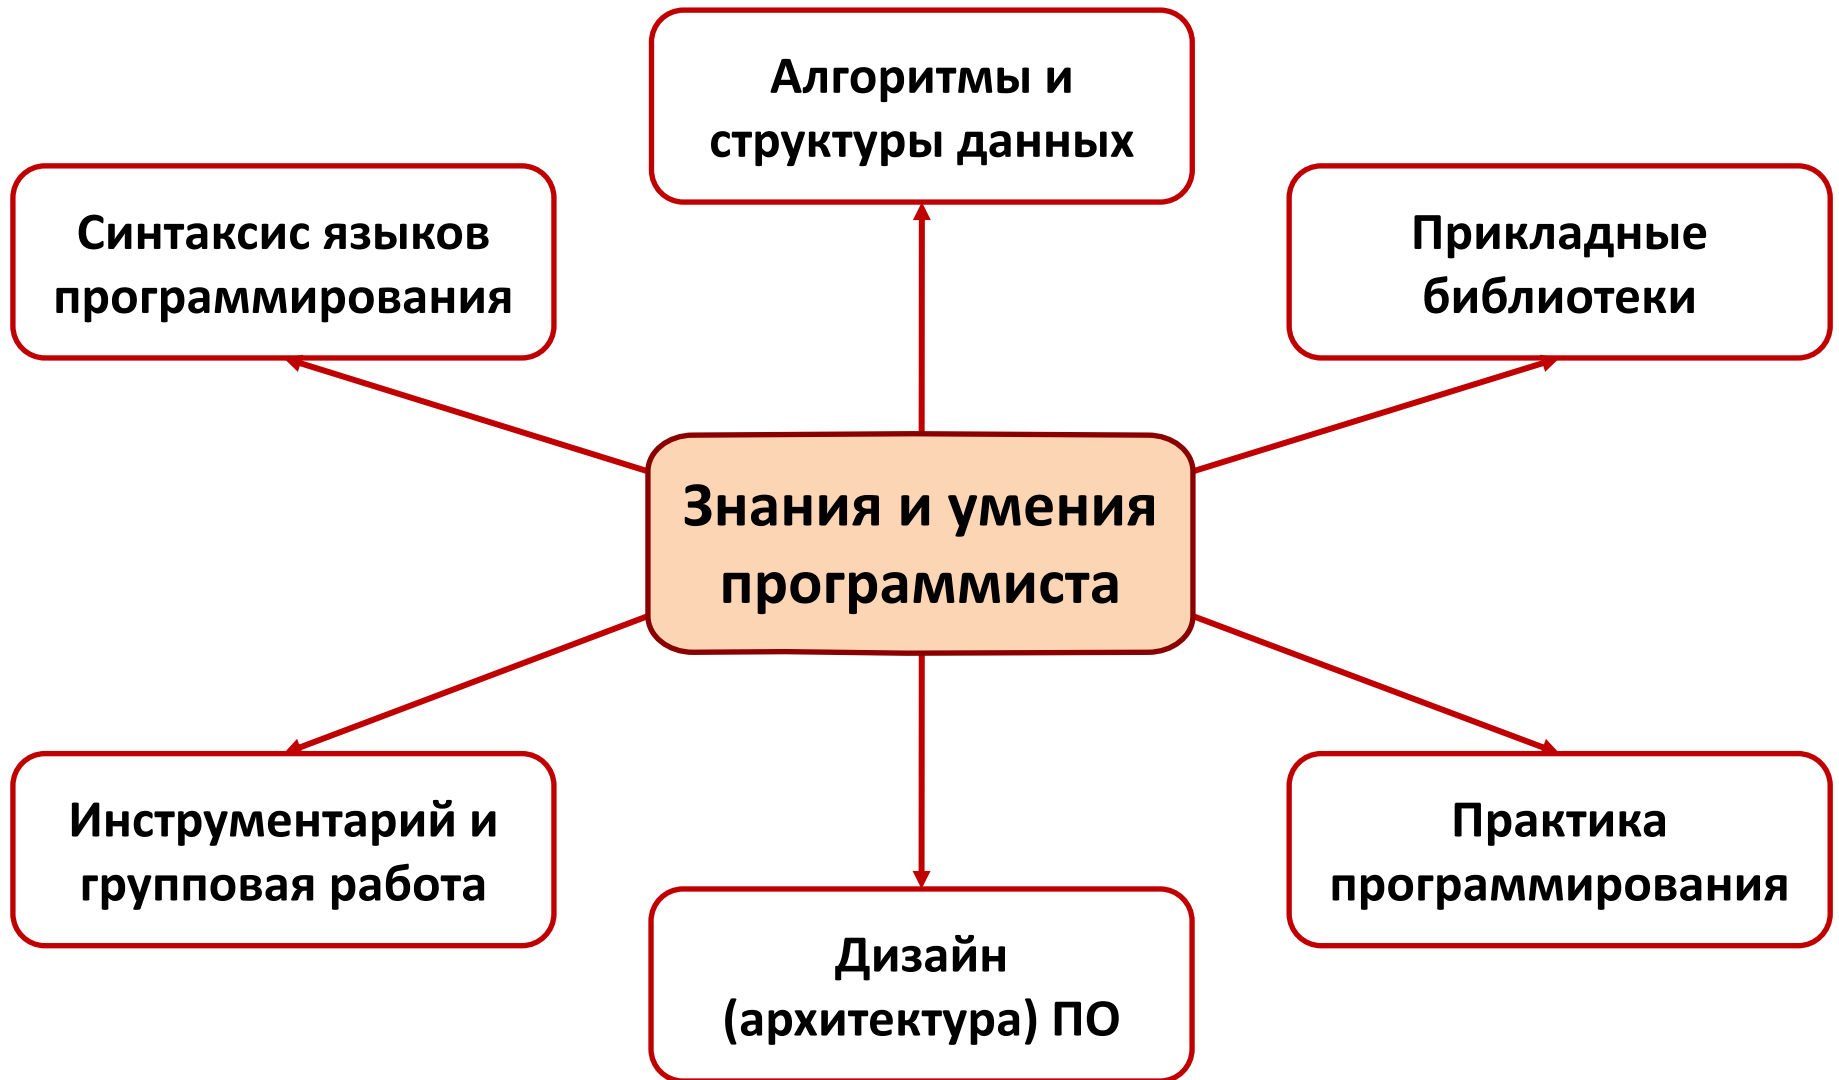 Алгоритмы и
структуры данных
Синтаксис языков
программирования
Прикладные
библиотеки
Знания и умения
программиста
Инструментарий и
групповая работа
Практика
программирования
Дизайн
(архитектура) ПО